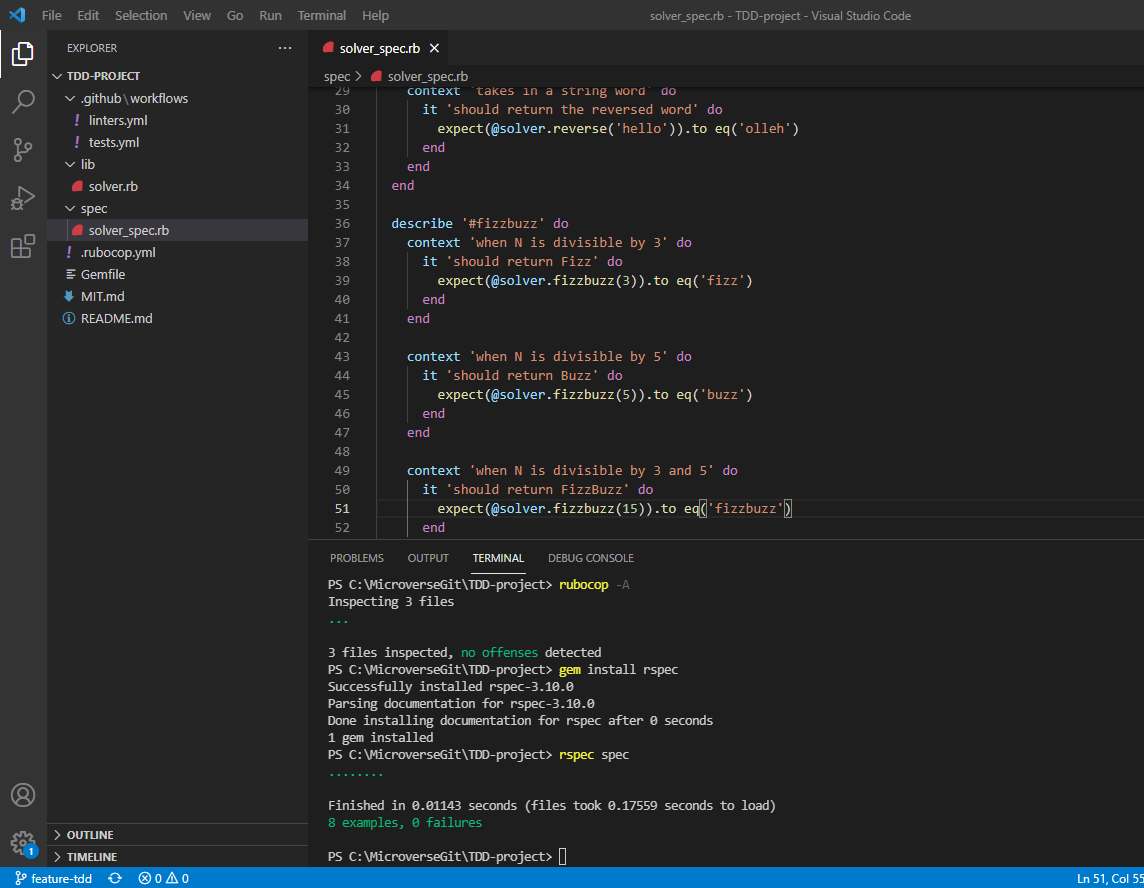 File Edit Selection View Go Run Terminal Help solver_spec.rb - TDD-project - Visual Studio Code
EXPLORER ...
TDD-PROJECT
.github\workflows
! linters.yml
! tests.yml
lib
solver.rb
spec
solver_spec.rb
! .rubocop.yml
Gemfile
MIT.md
README.md
OUTLINE
TIMELINE
solver_spec.rb
spec > solver_spec.rb
29 context 'takes in a string word' do
30 it 'should return the reversed word' do
31 expect(@solver.reverse('hello')).to eq('olleh')
32 end
33 end
34 end
35
36 describe '#fizzbuzz' do
37 context 'when N is divisible by 3' do
38 it 'should return Fizz' do
39 expect(@solver.fizzbuzz(3)).to eq('fizz')
40 end
41 end
42
43 context 'when N is divisible by 5' do
44 it 'should return Buzz' do
45 expect(@solver.fizzbuzz(5)).to eq('buzz')
46 end
47 end
48
49 context 'when N is divisible by 3 and 5' do
50 it 'should return FizzBuzz' do
51 expect(@solver.fizzbuzz(15)).to eq('fizzbuzz')
52 end
PROBLEMS OUTPUT TERMINAL DEBUG CONSOLE
PS C:\MicroverseGit\TDD-project> rubocop -A
Inspecting 3 files
...
3 files inspected, no offenses detected
PS C:\MicroverseGit\TDD-project> gem install rspec
Successfully installed rspec-3.10.0
Parsing documentation for rspec-3.10.0
Done installing documentation for rspec after 0 seconds
1 gem installed
PS C:\MicroverseGit\TDD-project> rspec spec
........
Finished in 0.01143 seconds (files took 0.17559 seconds to load)
8 examples, 0 failures
PS C:\MicroverseGit\TDD-project>
1
feature-tdd 0 0 Ln 51, Col 55